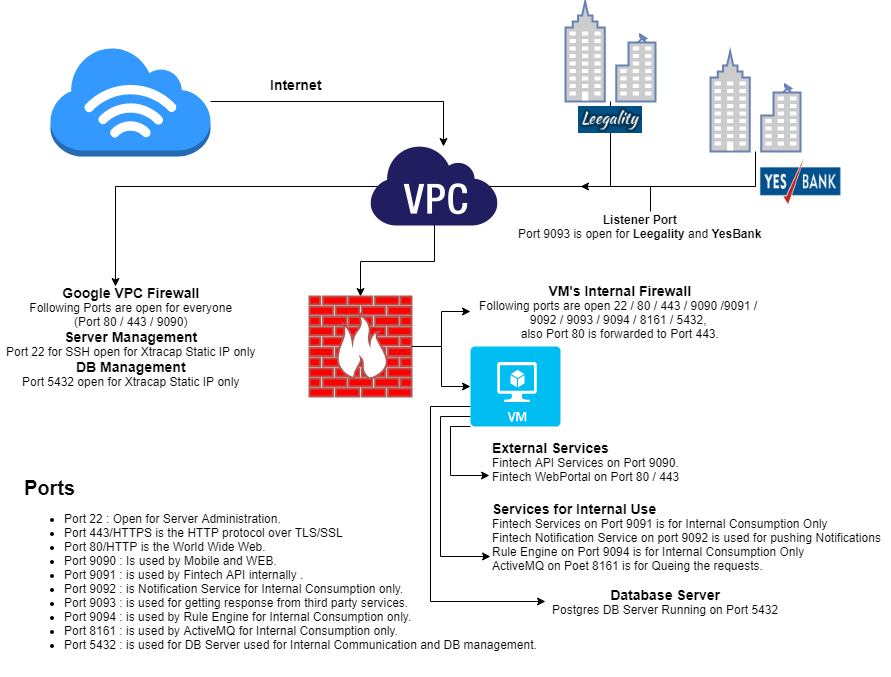 Internet
Leegality
YES BANK
VPC
Listener Port
Port 9093 is open for Leegality and YesBank
Google VPC Firewall
Following Ports are open for everyone
(Port 80 / 443 / 9090)
Server Management
Port 22 for SSH open for Xtracap Static IP only
DB Management
Port 5432 open for Xtracap Static IP only
VM's Internal Firewall
Following ports are open 22 / 80 / 443 / 9090 /9091 /
9092 / 9093 / 9094 / 8161 / 5432,
also Port 80 is forwarded to Port 443.
VM
External Services
Fintech API Services on Port 9090.
Fintech WebPortal on Port 80 / 443
Services for Internal Use
Fintech Services on Port 9091 is for Internal Consumption Only
Fintech Notification Service on port 9092 is used for pushing Notifications
Rule Engine on Port 9094 is for Internal Consumption Only
ActiveMQ on Poet 8161 is for Queing the requests.
Database Server
Postgres DB Server Running on Port 5432
Ports
Port 22 : Open for Server Administration.
Port 443/HTTPS is the HTTP protocol over TLS/SSL
Port 80/HTTP is the World Wide Web.
Port 9090 : Is used by Mobile and WEB.
Port 9091 : is used by Fintech API internally .
Port 9092 : is Notification Service for Internal Consumption only.
Port 9093 : is used for getting response from third party services.
Port 9094 : is used by Rule Engine for Internal Consumption only.
Port 8161 : is used by ActiveMQ for Internal Consumption only.
Port 5432 : is used for DB Server used for Internal Communication and DB management.